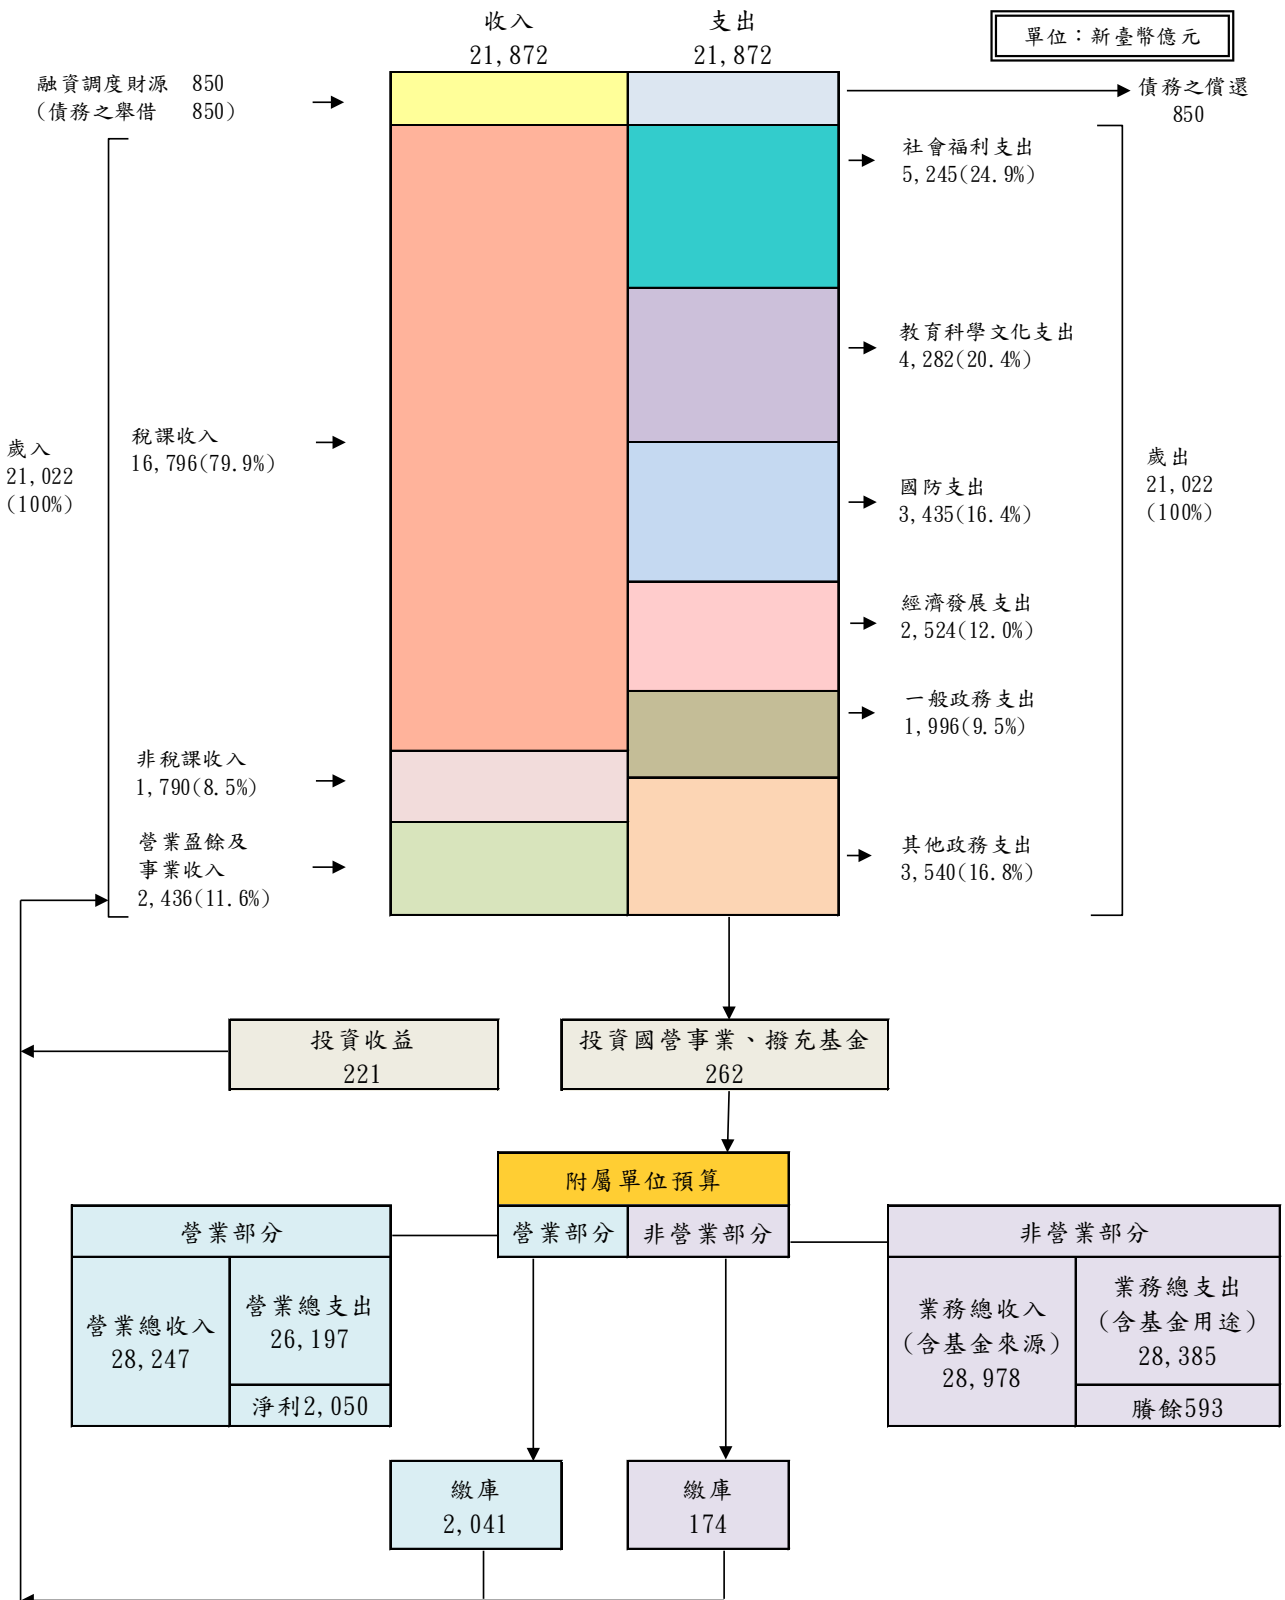 收入
21,872
支出
21,872
單位：新臺幣億元
融資調度財源 850
(債務之舉借 850)
債務之償還
850
社會福利支出
5,245(24.9%)
教育科學文化支出
4,282(20.4%)
歲入
21,022
(100%)
稅課收入
16,796(79.9%)
國防支出
3,435(16.4%)
歲出
21,022
(100%)
經濟發展支出
2,524(12.0%)
一般政務支出
1,996(9.5%)
非稅課收入
1,790(8.5%)
營業盈餘及
事業收入
2,436(11.6%)
其他政務支出
3,540(16.8%)
投資收益
221
投資國營事業、撥充基金
262
附屬單位預算
營業部分
非營業部分
營業部分
營業總收入
28,247
營業總支出
26,197
淨利2,050
非營業部分
業務總收入
(含基金來源)
28,978
業務總支出
(含基金用途)
28,385
賸餘593
繳庫
2,041
繳庫
174